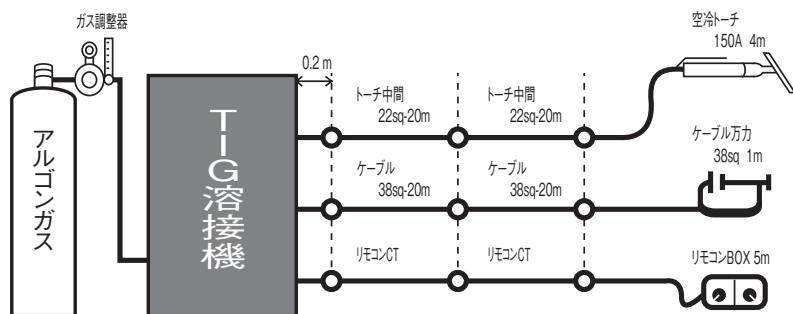 ガス調整器
アルゴンガス
TIG溶接機
0.2 m
トーチ中間
22sq-20m
トーチ中間
22sq-20m
空冷トーチ
150A 4m
ケーブル
38sq-20m
ケーブル
38sq-20m
ケーブル万力
38sq 1m
リモコンCT
リモコンCT
リモコンBOX 5m